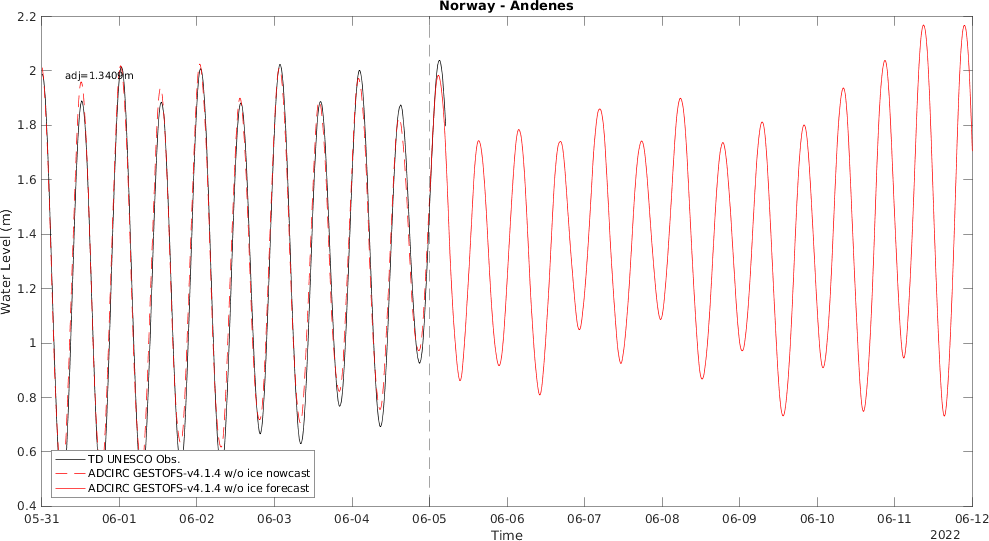 Norway - Andenes
2.2
2
1.8
1.6
1.4
1.2
1
0.8
0.6
0.4
Water Level (m)
adj=1.3409m
TD UNESCO Obs.
ADCIRC GESTOFS-v4.1.4 w/o ice nowcast
ADCIRC GESTOFS-v4.1.4 w/o ice forecast
05-31 06-01 06-02 06-03 06-04 06-05 06-06 06-07 06-08 06-09 06-10 06-11 06-12
Time
2022